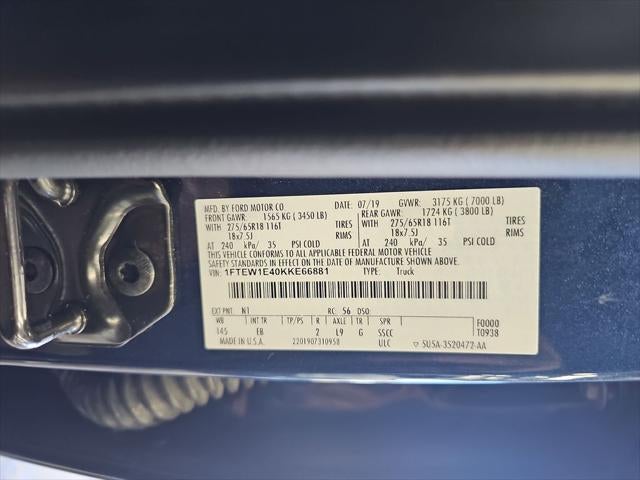 MFD. BY FORD MOTOR CO. 07/19 GVWR: 3175 KG ( 7000 LB)
FRONT GAWR: 1565 KG ( 3450 LB) REAR GAWR: 1724 KG ( 3800 LB)
WITH 275/65R18 116T TIRES WITH 275/65R18 116T TIRES
18x7.5J RIMS 18x7.5J RIMS
AT 240 kPa/ 35 PSI COLD AT 240 kPa/ 35 PSI COLD
THIS VEHICLE CONFORMS TO ALL APPLICABLE FEDERAL MOTOR VEHICLE
SAFETY STANDARDS IN EFFECT ON THE DATE OF MANUFACTURE SHOWN ABOVE.
VIN: 1FTEW1E40KKE66881 TYPE: Truck
EXT PNT: N1 RC: 56 DSO:
WB INT TR TP/PS R AXLE TR SPR F0000
145 EB 2 L9 G SSCC T0938
MADE IN U.S.A. 2201907310958 ULC SU5A-3520472-AA